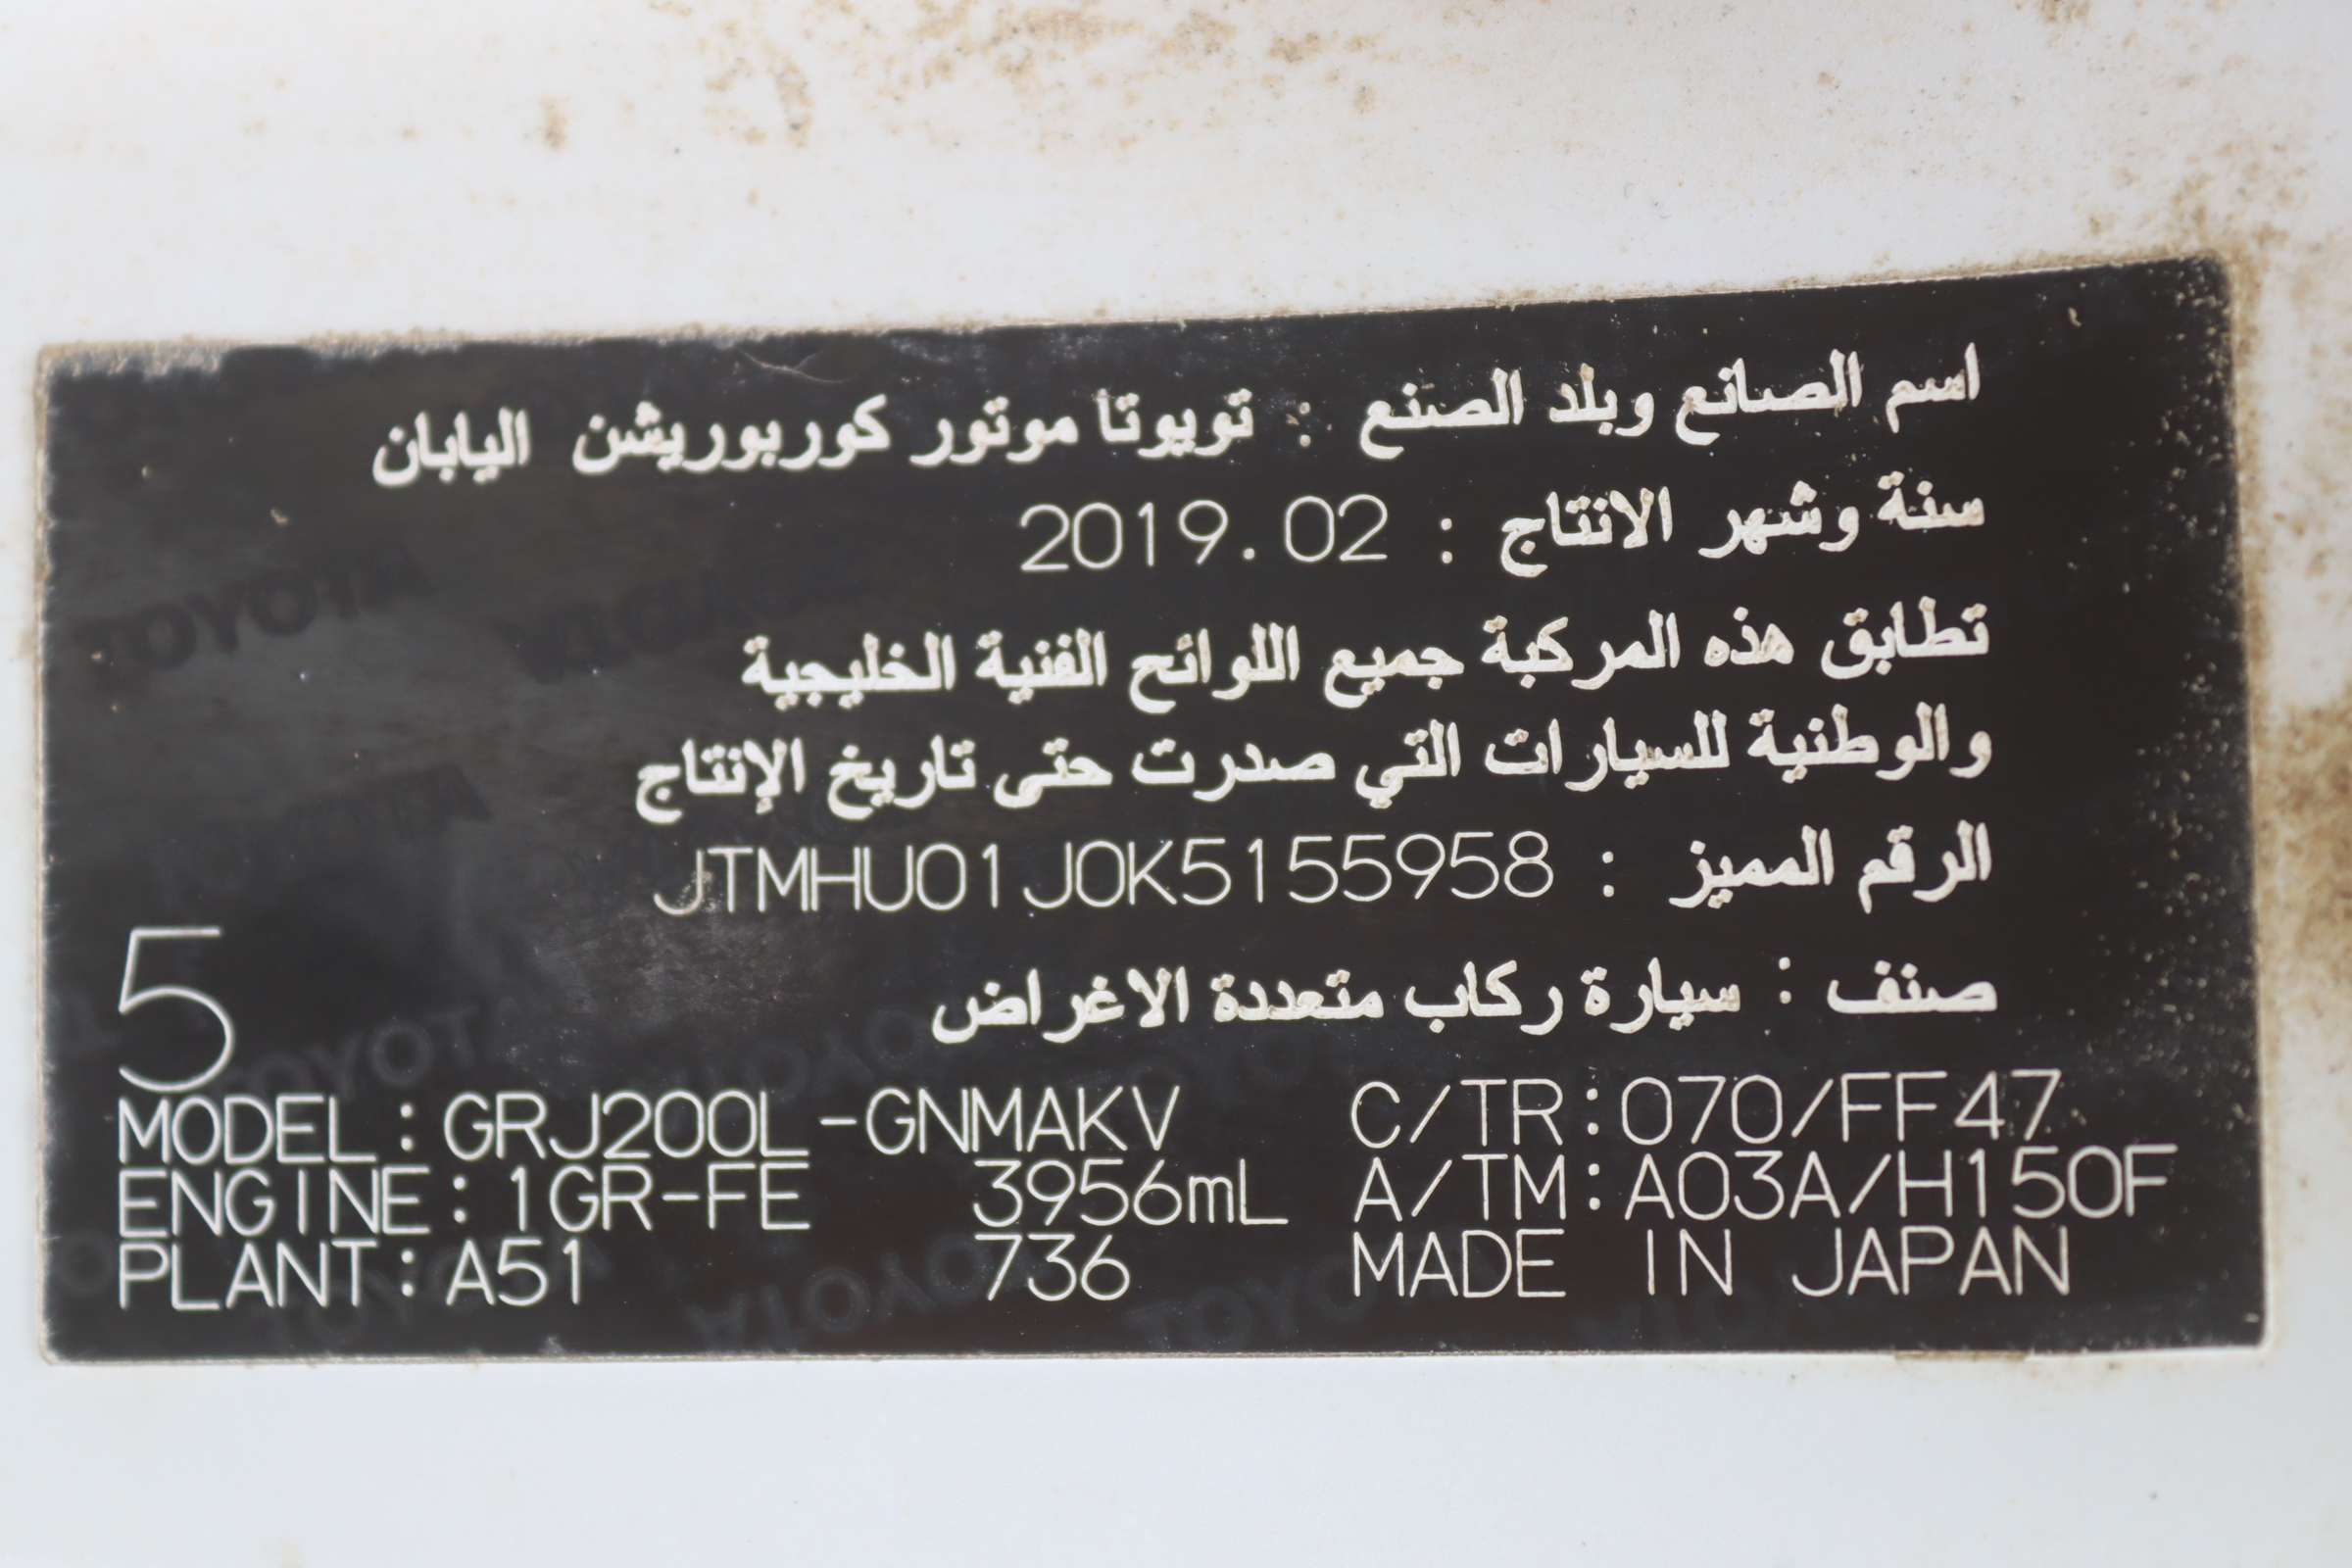 اسم الصانع وبلد الصنع : تويوتا موتور كوربوريشن اليابان
سنة وشهر الانتاج : 2019.02
تطابق هذه المركبة جميع اللوائح الفنية الخليجية
والوطنية للسيارات التي صدرت حتى تاريخ الإنتاج
الرقم المميز : JTMHU01J0K5155958
صنف : سيارة ركاب متعددة الاغراض
5
MODEL:GRJ200L-GNMAKV C/TR:070/FF47
ENGINE:1GR-FE 3956mL A/TM:A03A/H150F
PLANT:A51 736 MADE IN JAPAN